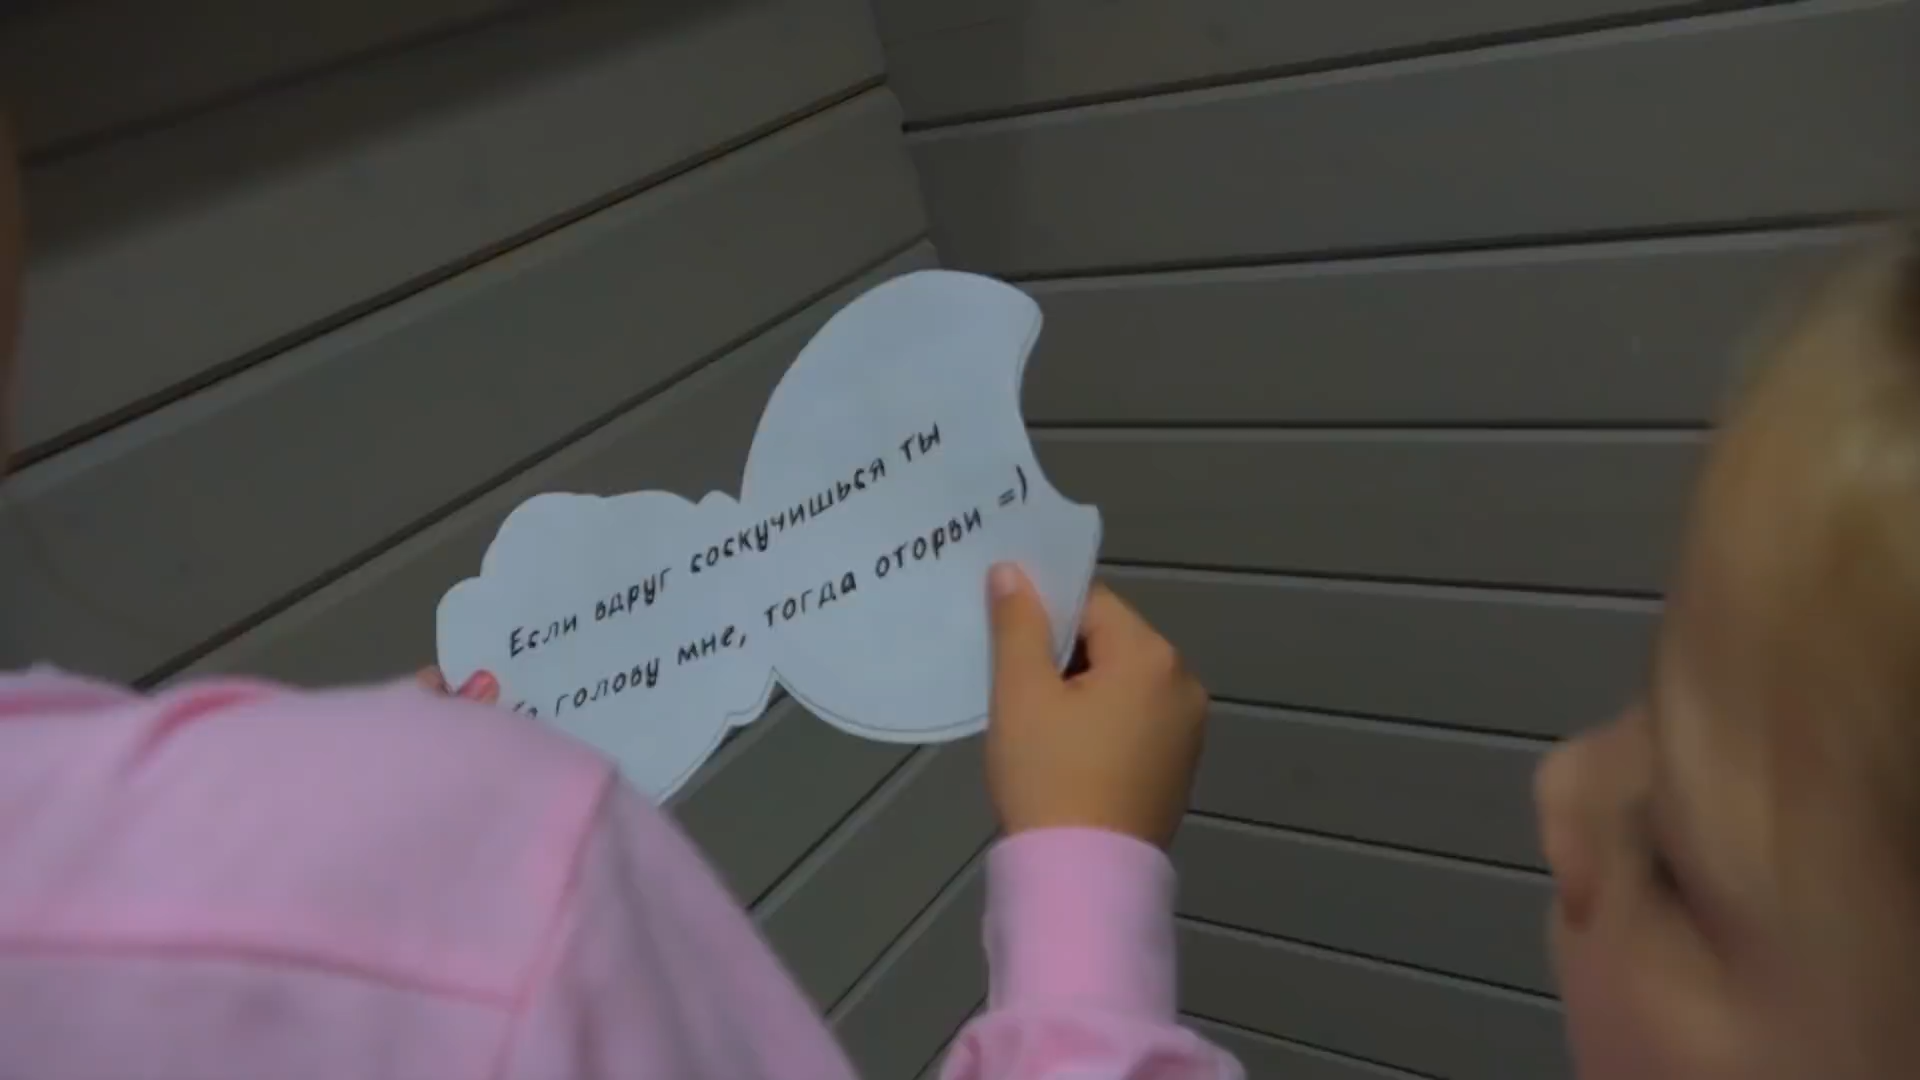 Если вдруг соскучишься ты
голову мне, тогда оторви =)